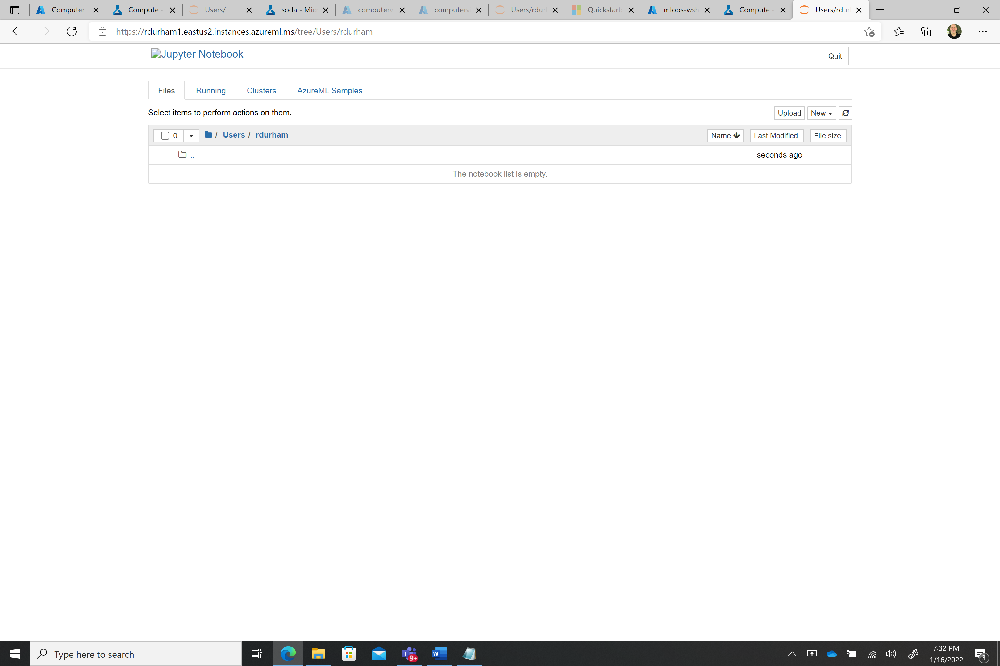 Computer_ Compute - Users/ soda - Mic computerv computerv Users/rdur Quickstart: mlops-wsh Compute - Users/rdur
https://rdurham1.eastus2.instances.azureml.ms/tree/Users/rdurham
Jupyter Notebook Quit
Files Running Clusters AzureML Samples
Select items to perform actions on them. Upload New
0 / Users / rdurham Name Last Modified File size
.. seconds ago
The notebook list is empty.
Type here to search T 9+ W 7:32 PM
1/16/2022 3